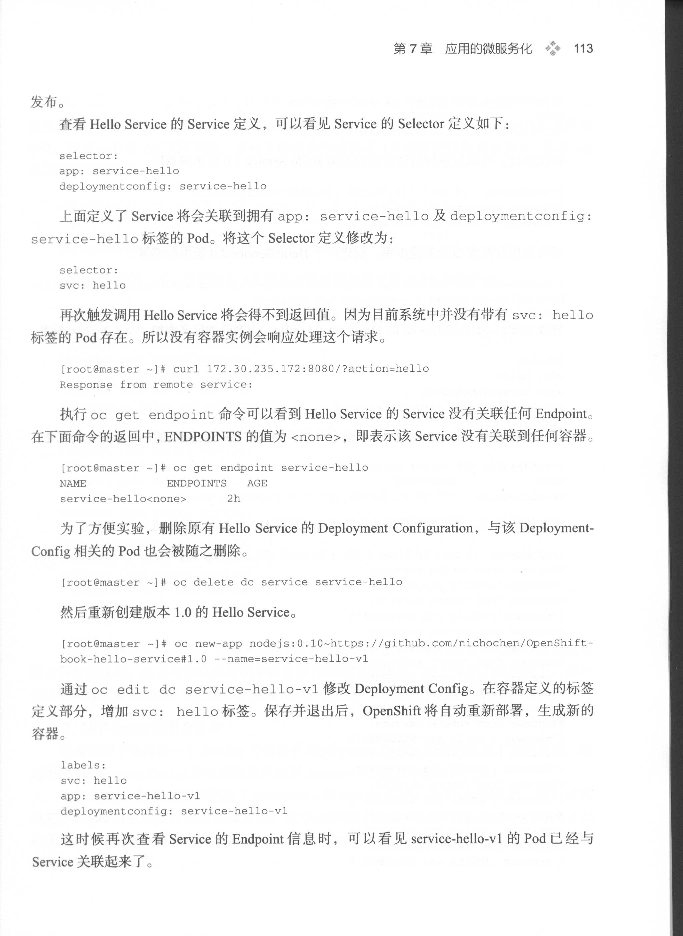 第 7 章 应用的微服务化 113
发布。
查看 Hello Service 的 Service 定义，可以看见 Service 的 Selector 定义如下：
selector:
app: service-hello
deploymentconfig: service-hello
上面定义了 Service 将会关联到拥有 app: service-hello 及 deploymentconfig:
service-hello 标签的 Pod。将这个 Selector 定义修改为：
selector:
svc: hello
再次触发调用 Hello Service 将会得不到返回值。因为目前系统中并没有带有 svc: hello
标签的 Pod 存在。所以没有容器实例会响应处理这个请求。
[root@master ~]# curl 172.30.235.172:8080/?action=hello
Response from remote service:
执行 oc get endpoint 命令可以看到 Hello Service 的 Service 没有关联任何 Endpoint。
在下面命令的返回中，ENDPOINTS 的值为 <none>，即表示该 Service 没有关联到任何容器。
[root@master ~]# oc get endpoint service-hello
NAME ENDPOINTS AGE
service-hello<none> 2h
为了方便实验，删除原有 Hello Service 的 Deployment Configuration，与该 Deployment-
Config 相关的 Pod 也会被随之删除。
[root@master ~]# oc delete dc service service-hello
然后重新创建版本 1.0 的 Hello Service。
[root@master ~]# oc new-app nodejs:0.10~https://github.com/nichochen/OpenShift-
book-hello-service#1.0 --name=service-hello-v1
通过 oc edit dc service-hello-v1 修改 Deployment Config。在容器定义的标签
定义部分，增加 svc: hello 标签。保存并退出后，OpenShift 将自动重新部署，生成新的
容器。
labels:
svc: hello
app: service-hello-v1
deploymentconfig: service-hello-v1
这时候再次查看 Service 的 Endpoint 信息时，可以看见 service-hello-v1 的 Pod 已经与
Service 关联起来了。